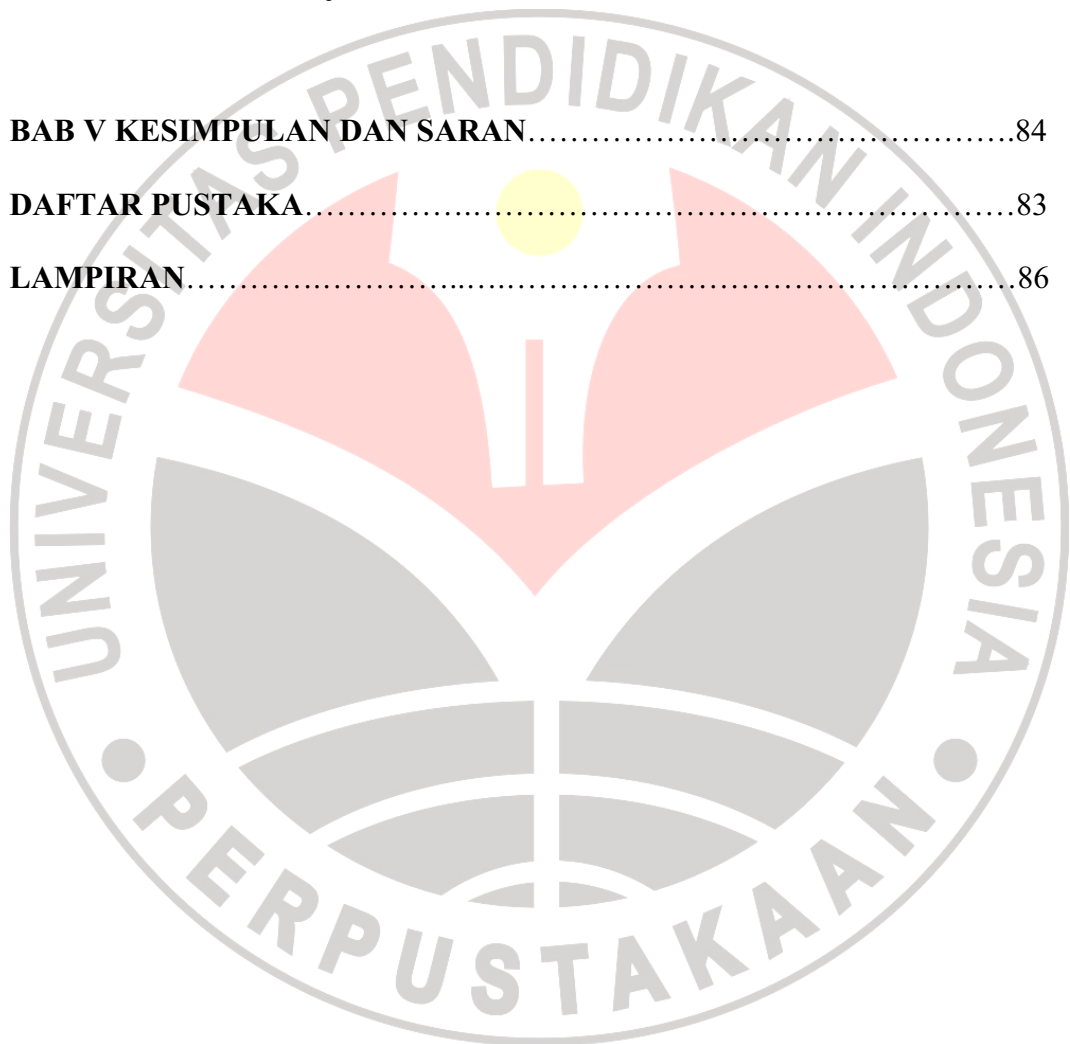 BAB V KESIMPULAN DAN SARAN……………………………………………….84
DAFTAR PUSTAKA…………….……………………………………………………83
LAMPIRAN……………………..….…………………………………………………86
UNIVERSITAS PENDIDIKAN INDONESIA
PERPUSTAKAAN